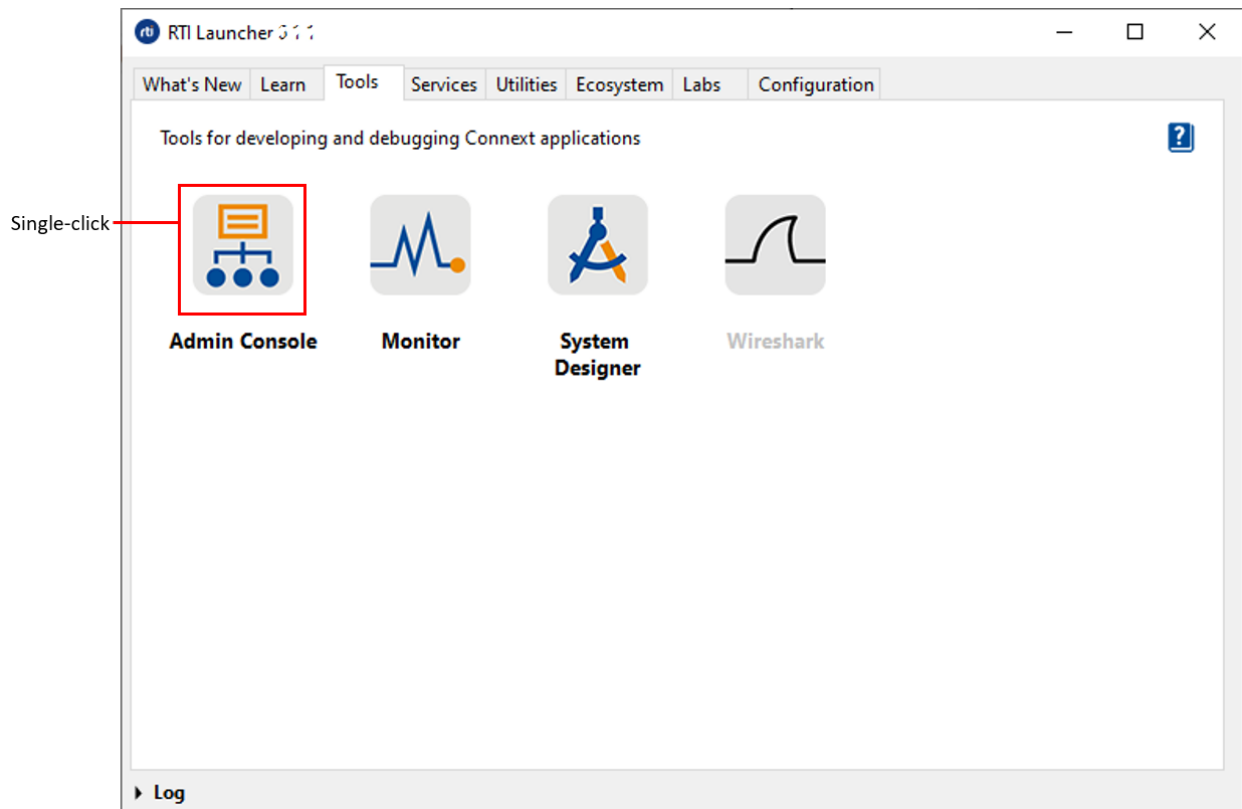 rti RTI Launcher
What's New Learn Tools Services Utilities Ecosystem Labs Configuration
Tools for developing and debugging Connext applications
?
Single-click
Admin Console Monitor System Designer Wireshark
Log